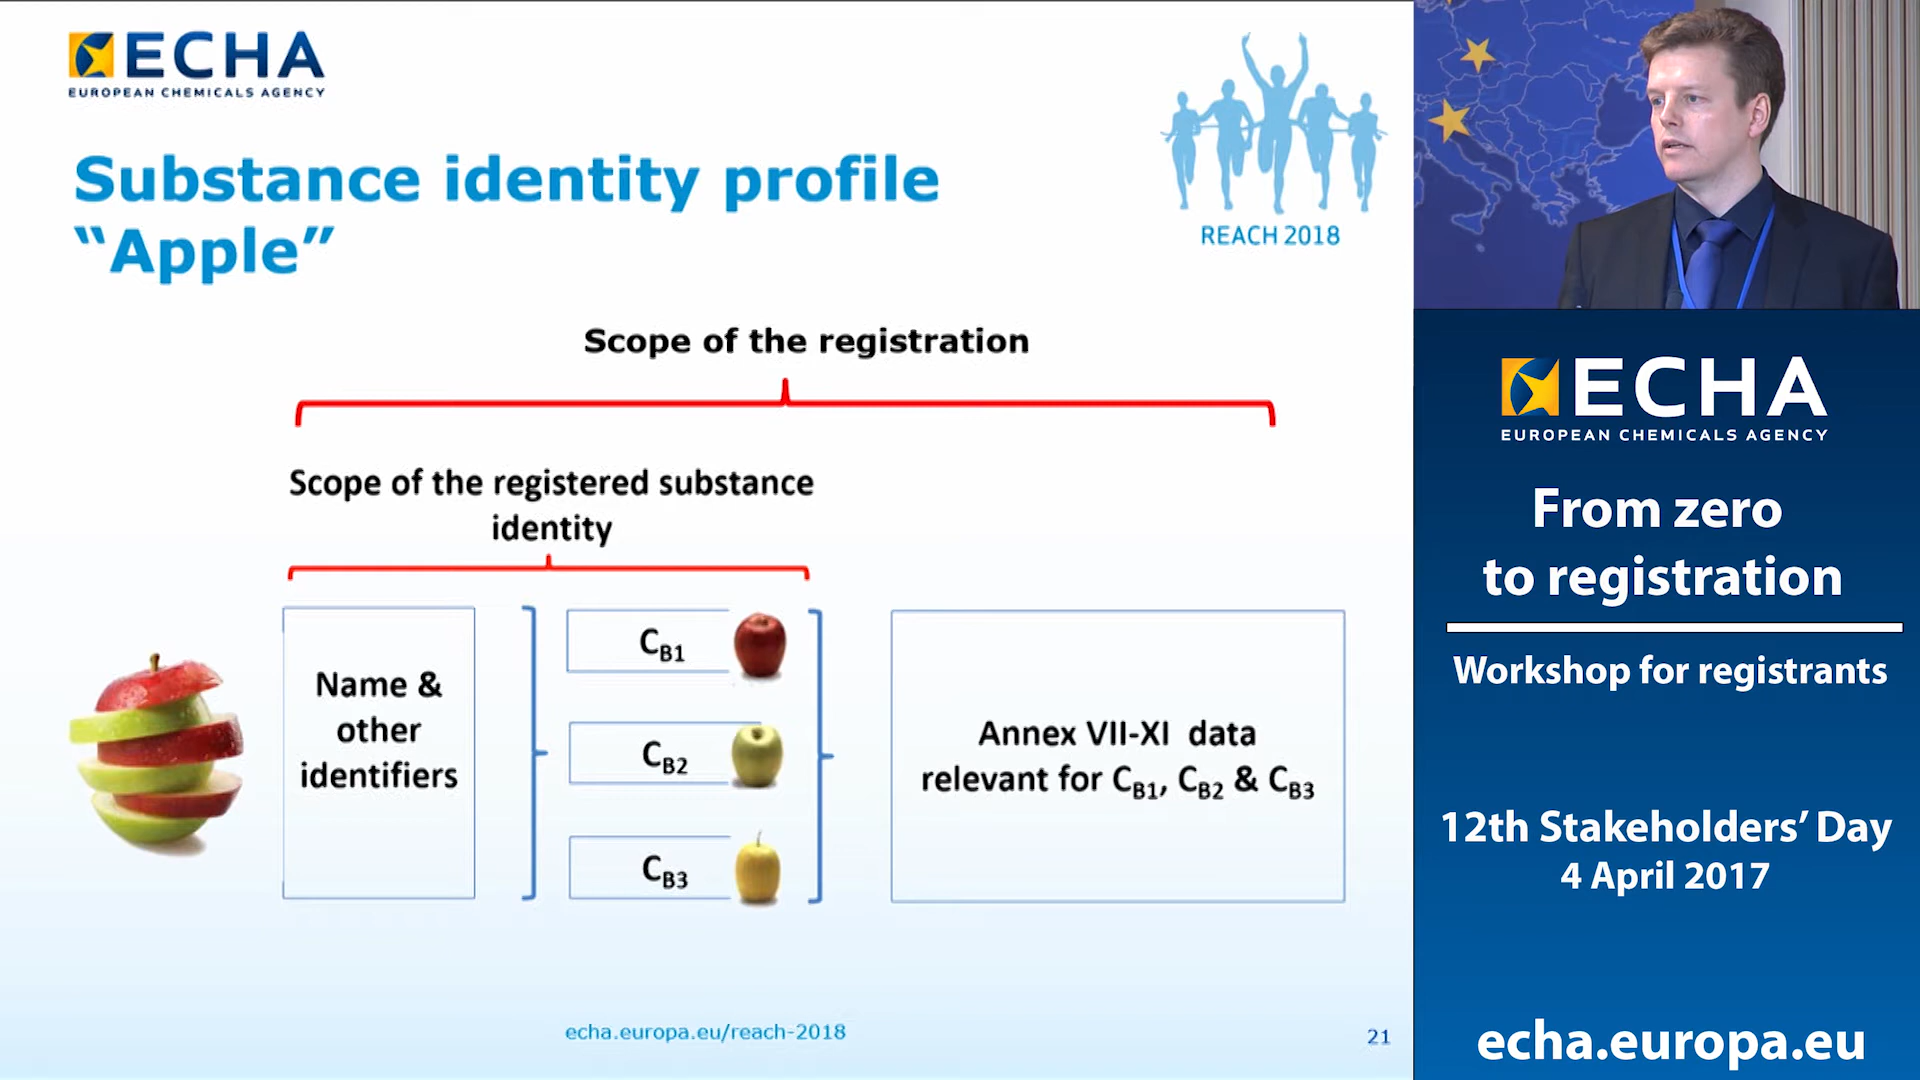 ECHA
EUROPEAN CHEMICALS AGENCY
REACH 2018
Substance identity profile
“Apple”
Scope of the registration
Scope of the registered substance
identity
Name &
other
identifiers
CB1
CB2
CB3
Annex VII-XI data
relevant for CB1, CB2 & CB3
echa.europa.eu/reach-2018
21
ECHA
EUROPEAN CHEMICALS AGENCY
From zero
to registration
Workshop for registrants
12th Stakeholders’ Day
4 April 2017
echa.europa.eu